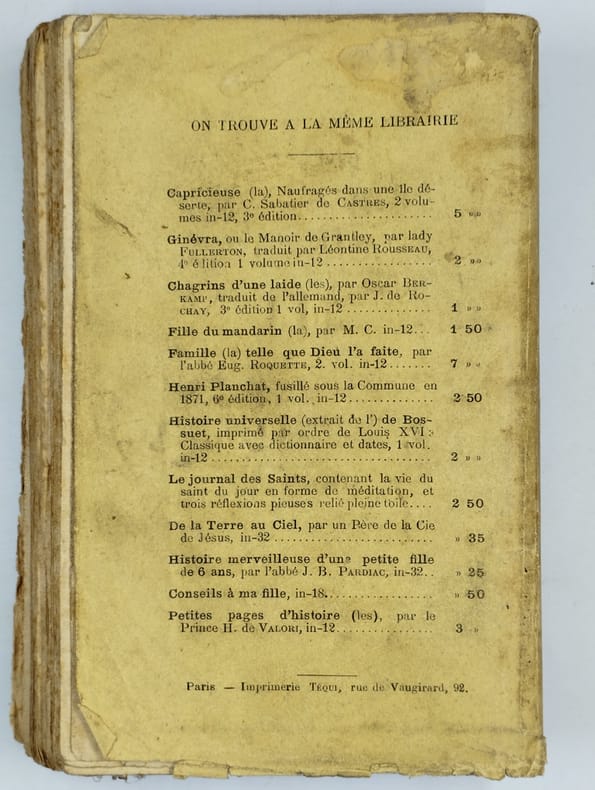 ON TROUVE A LA MÊME LIBRAIRIE
Capricieuse (la), Naufragés dans une île dé-
serte, par C. Sabatier de CASTRES, 2 volu-
mes in-12, 3e édition..................... 5 »»
Ginévra, ou le Manoir de Grantley, par lady
FULLERTON, traduit par Léontine ROUSSEAU,
4e édition 1 volume in-12 ................. 2 »»
Chagrins d'une laide (les), par Oscar BER-
KAMP, traduit de l'allemand, par J. de RO-
CHAY, 3e édition 1 vol, in-12 .............. 1 »»
Fille du mandarin (la), par M. C. in-12... 1 50
Famille (la) telle que Dieu l'a faite, par
l'abbé Eug. ROQUETTE, 2. vol. in-12....... 7 »»
Henri Planchat, fusillé sous la Commune en
1871, 6e édition, 1 vol. in-12.............. 2 50
Histoire universelle (extrait de l') de Bos-
suet, imprimé par ordre de Louis XVI :
Classique avec dictionnaire et dates, 1 vol.
in-12 ................................... 2 »»
Le journal des Saints, contenant la vie du
saint du jour en forme de méditation, et
trois réflexions pieuses relié pleine toile.... 2 50
De la Terre au Ciel, par un Père de la Cie
de Jésus, in-32 ......................... » 35
Histoire merveilleuse d'une petite fille
de 6 ans, par l'abbé J. B. PARDIAC, in-32.. » 25
Conseils à ma fille, in-18.................. » 50
Petites pages d'histoire (les), par le
Prince H. de VALORI, in-12................ 3 »
Paris — Imprimerie TÉQUI, rue de Vaugirard, 92.